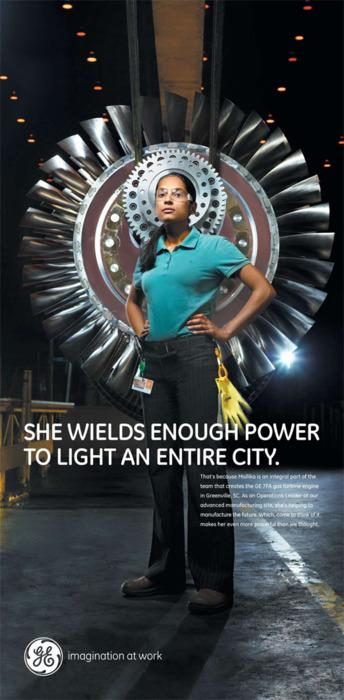 SHE WIELDS ENOUGH POWER
TO LIGHT AN ENTIRE CITY.
That's because Mallika is an integral part of the
team that creates the GE 7FA gas turbine engine
in Greenville, SC. As an Operations Leader at our
advanced manufacturing site, she's helping to
manufacture the future. Which, come to think of it
makes her even more powerful than we thought.
GE
imagination at work